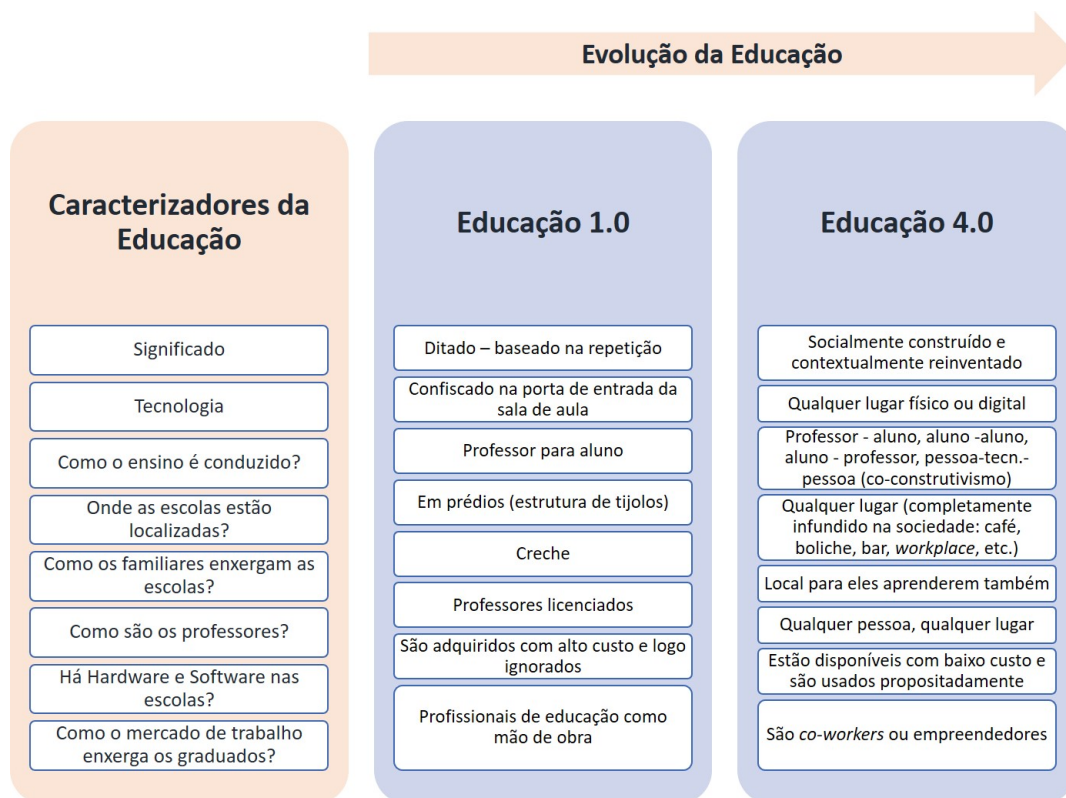 Evolução da Educação
Caracterizadores da
Educação
Significado
Tecnologia
Como o ensino é conduzido?
Onde as escolas estão
localizadas?
Como os familiares enxergam as
escolas?
Como são os professores?
Há Hardware e Software nas
escolas?
Como o mercado de trabalho
enxerga os graduados?
Educação 1.0
Ditado – baseado na repetição
Confiscado na porta de entrada da
sala de aula
Professor para aluno
Em prédios (estrutura de tijolos)
Creche
Professores licenciados
São adquiridos com alto custo e logo
ignorados
Profissionais de educação como
mão de obra
Educação 4.0
Socialmente construído e
contextualmente reinventado
Qualquer lugar físico ou digital
Professor - aluno, aluno -aluno,
aluno - professor, pessoa-tecn.-
pessoa (co-construtivismo)
Qualquer lugar (completamente
infundido na sociedade: café,
boliche, bar, workplace, etc.)
Local para eles aprenderem também
Qualquer pessoa, qualquer lugar
Estão disponíveis com baixo custo e
são usados propositadamente
São co-workers ou empreendedores